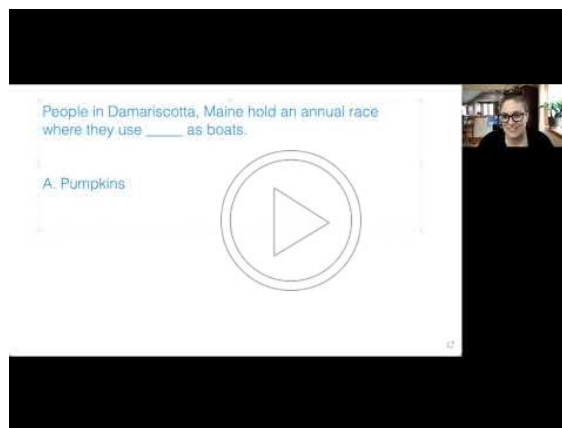 People in Damariscotta, Maine hold an annual race
where they use _____ as boats.
A. Pumpkins